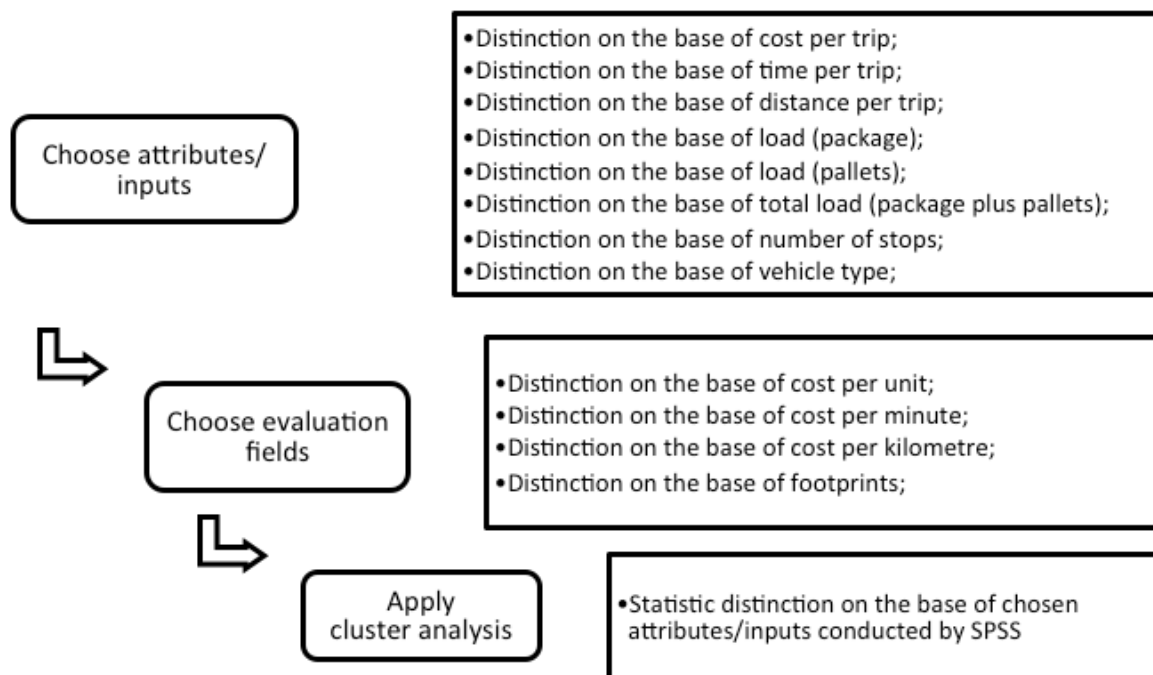 Choose attributes/
inputs
•Distinction on the base of cost per trip;
•Distinction on the base of time per trip;
•Distinction on the base of distance per trip;
•Distinction on the base of load (package);
•Distinction on the base of load (pallets);
•Distinction on the base of total load (package plus pallets);
•Distinction on the base of number of stops;
•Distinction on the base of vehicle type;
Choose evaluation
fields
•Distinction on the base of cost per unit;
•Distinction on the base of cost per minute;
•Distinction on the base of cost per kilometre;
•Distinction on the base of footprints;
Apply
cluster analysis
•Statistic distinction on the base of chosen
attributes/inputs conducted by SPSS